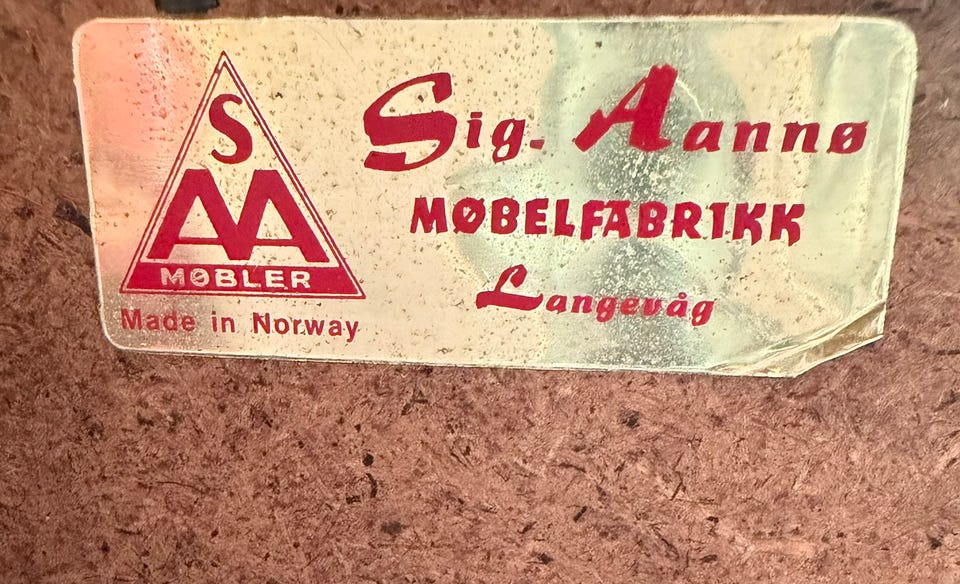 S
AA
MØBLER
Made in Norway
Sig. Aannø
MØBELFABRIKK
Langevåg